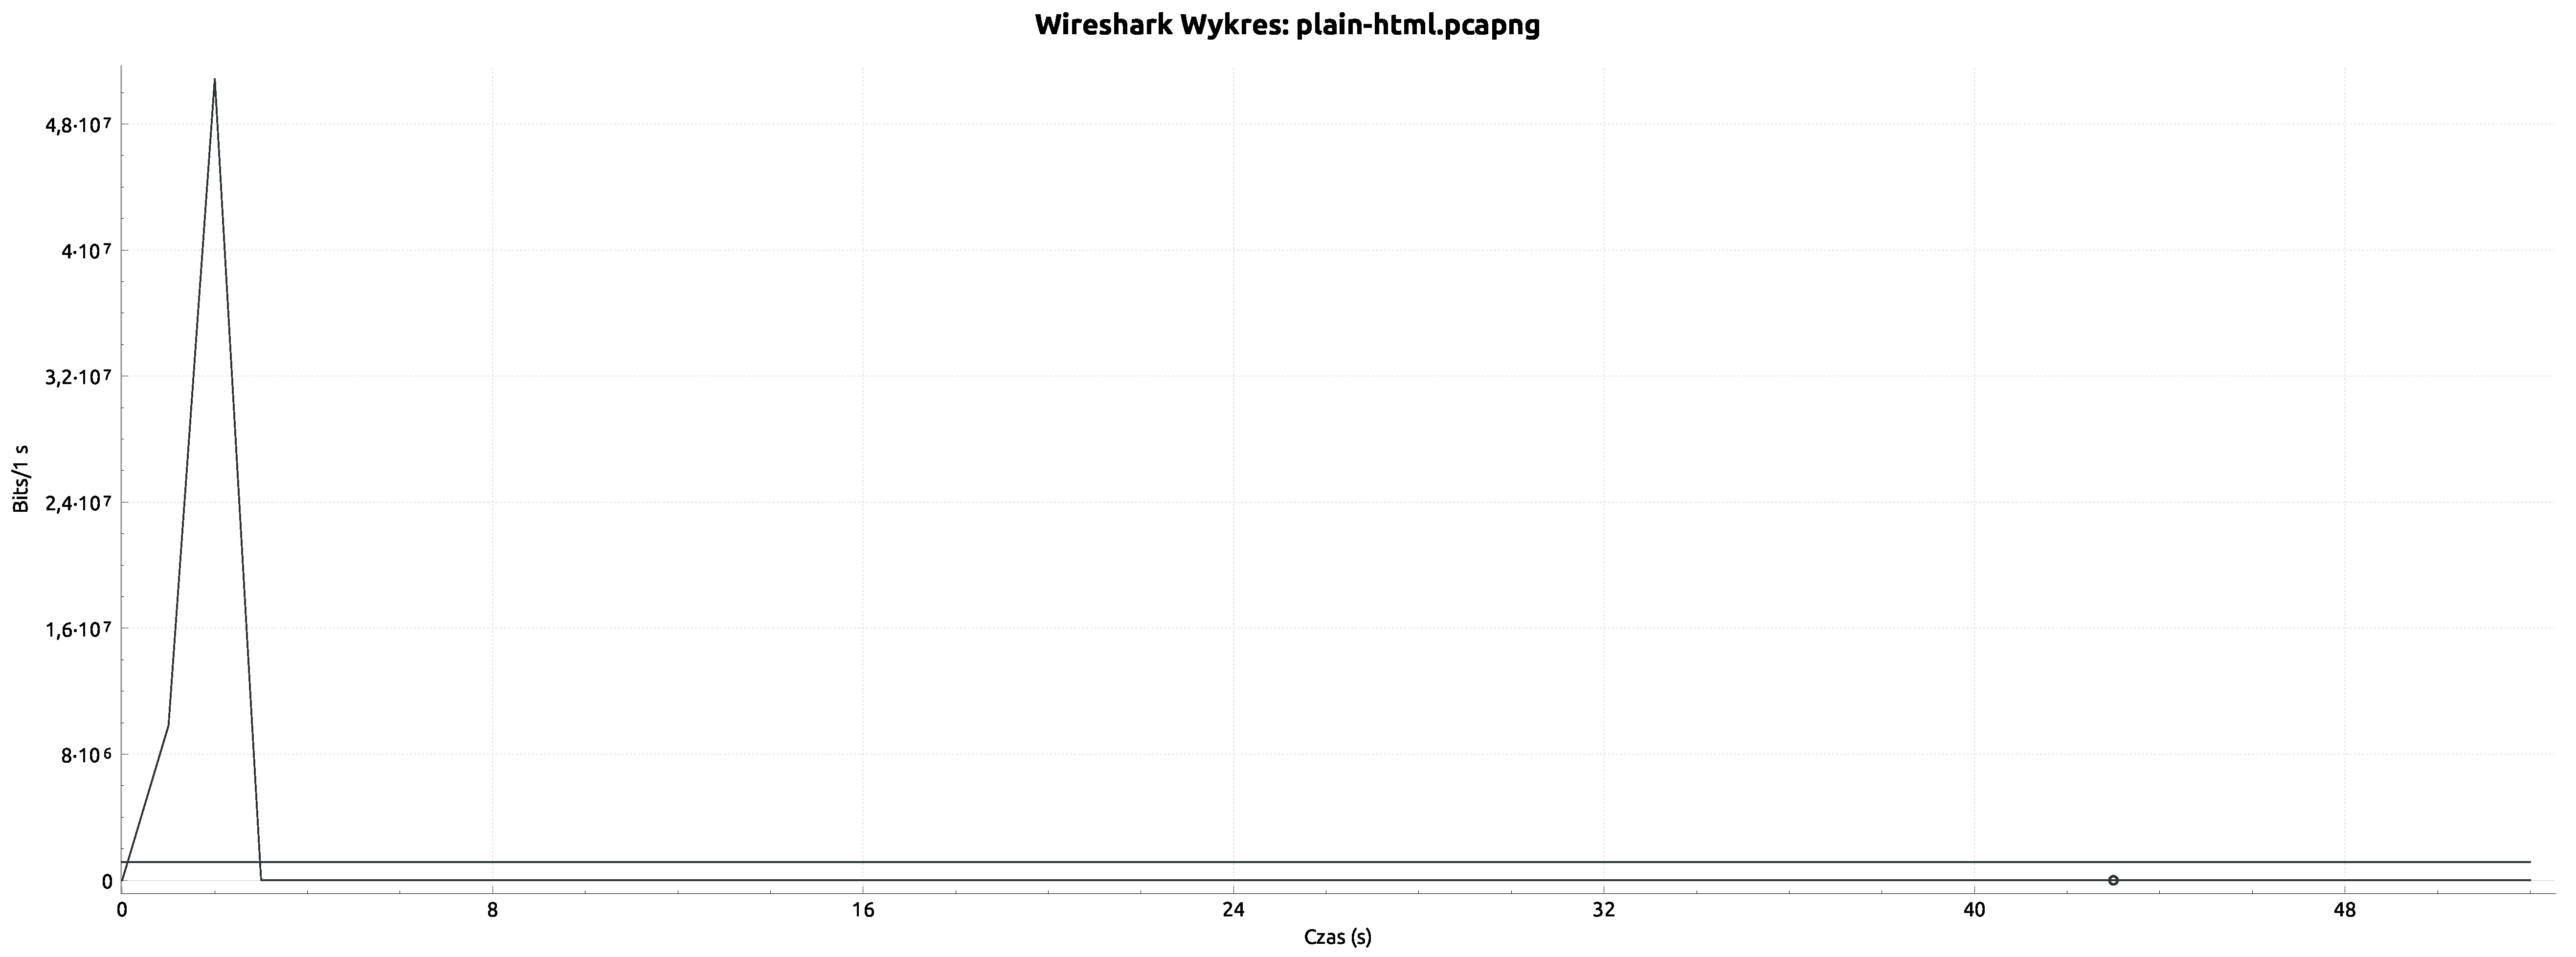 Wireshark Wykres: plain-html.pcapng
4,8·10⁷
4·10⁷
3,2·10⁷
2,4·10⁷
1,6·10⁷
8·10⁶
0
Bits/1 s
0 8 16 24 32 40 48
Czas (s)